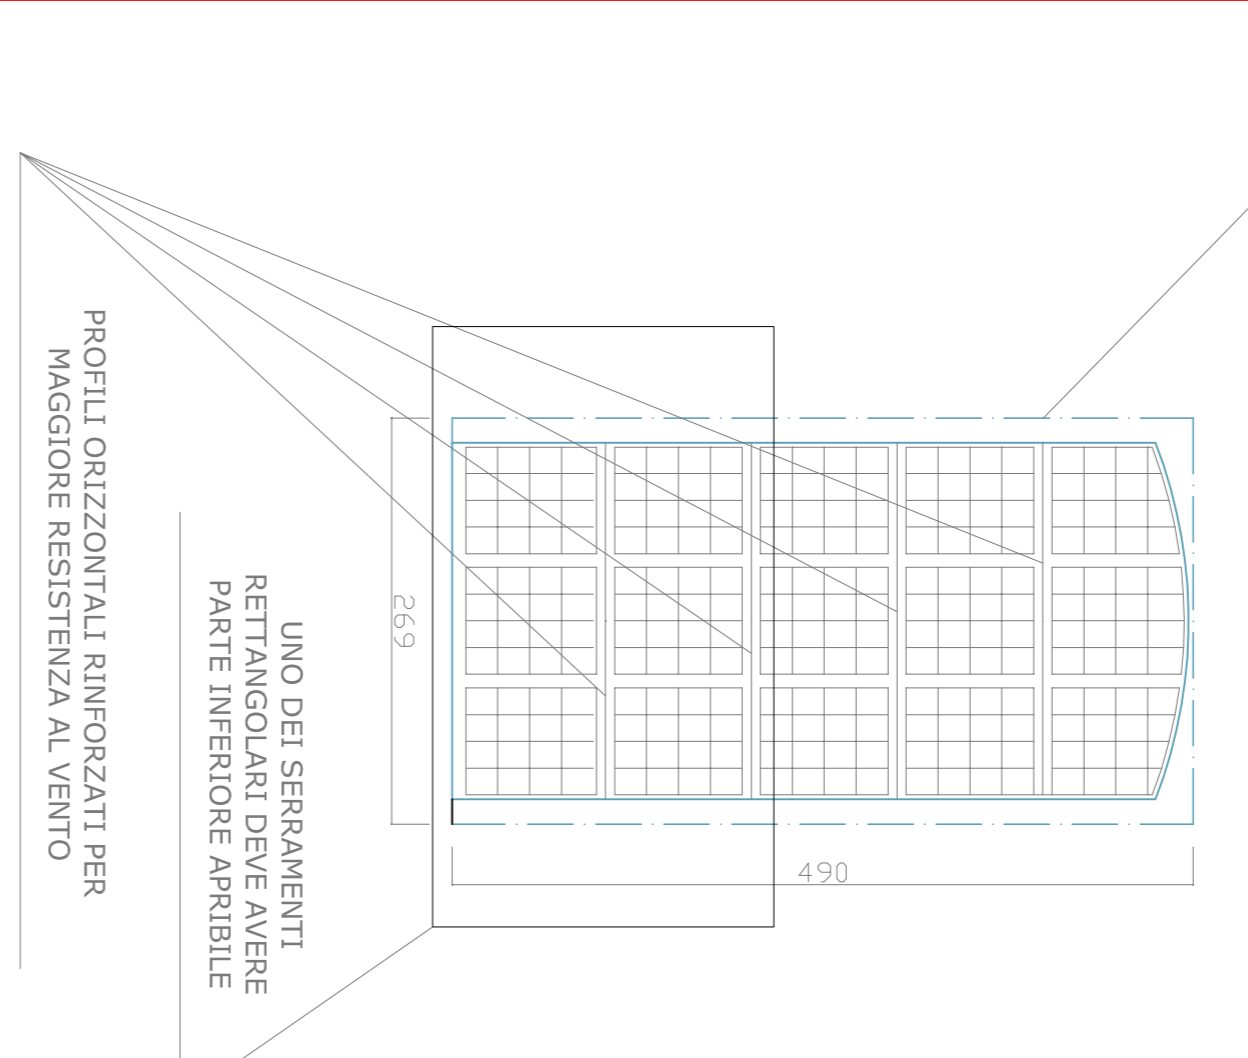 PROFILI ORIZZONTALI RINFORZATI PER
MAGGIORE RESISTENZA AL VENTO
UNO DEI SERRAMENTI
RETTANGOLARI DEVE AVERE
PARTE INFERIORE APRIBILE
269
490